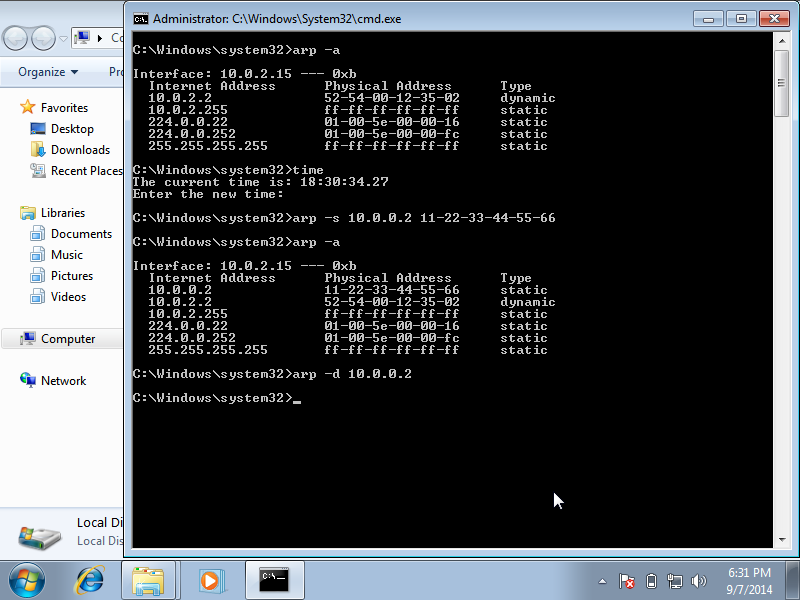 Administrator: C:\Windows\System32\cmd.exe
Co
Organize
Pro
Favorites
Desktop
Downloads
Recent Places
Libraries
Documents
Music
Pictures
Videos
Computer
Network
Local Di
Local Dis
C:\Windows\system32>arp -a
Interface: 10.0.2.15 --- 0xb
Internet Address Physical Address Type
10.0.2.2 52-54-00-12-35-02 dynamic
10.0.2.255 ff-ff-ff-ff-ff-ff static
224.0.0.22 01-00-5e-00-00-16 static
224.0.0.252 01-00-5e-00-00-fc static
255.255.255.255 ff-ff-ff-ff-ff-ff static
C:\Windows\system32>time
The current time is: 18:30:34.27
Enter the new time:
C:\Windows\system32>arp -s 10.0.0.2 11-22-33-44-55-66
C:\Windows\system32>arp -a
Interface: 10.0.2.15 --- 0xb
Internet Address Physical Address Type
10.0.0.2 11-22-33-44-55-66 static
10.0.2.2 52-54-00-12-35-02 dynamic
10.0.2.255 ff-ff-ff-ff-ff-ff static
224.0.0.22 01-00-5e-00-00-16 static
224.0.0.252 01-00-5e-00-00-fc static
255.255.255.255 ff-ff-ff-ff-ff-ff static
C:\Windows\system32>arp -d 10.0.0.2
C:\Windows\system32>_
C:\_
6:31 PM
9/7/2014